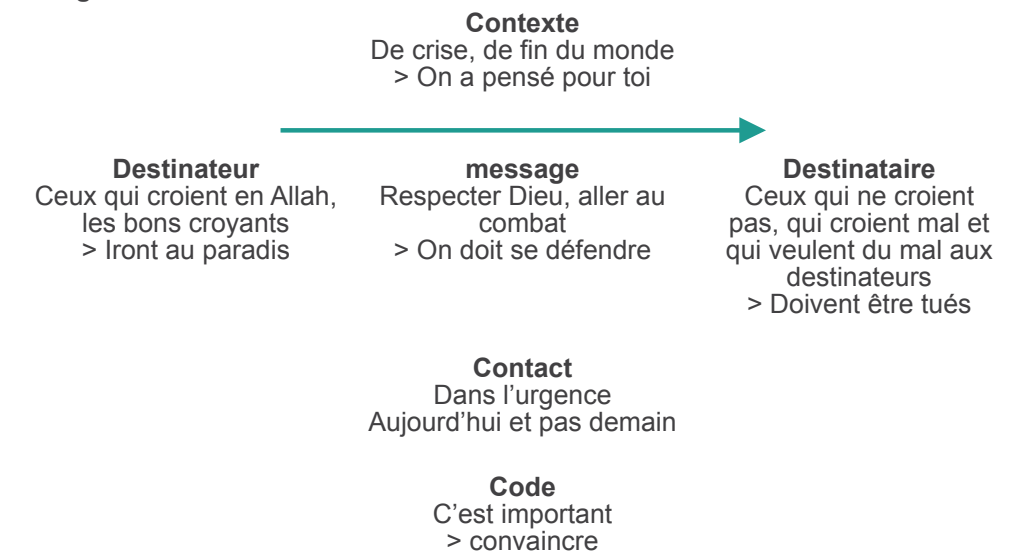 Contexte
De crise, de fin du monde
> On a pensé pour toi
Destinateur
Ceux qui croient en Allah,
les bons croyants
> Iront au paradis
message
Respecter Dieu, aller au
combat
> On doit se défendre
Destinataire
Ceux qui ne croient
pas, qui croient mal et
qui veulent du mal aux
destinateurs
> Doivent être tués
Contact
Dans l’urgence
Aujourd’hui et pas demain
Code
C’est important
> convaincre